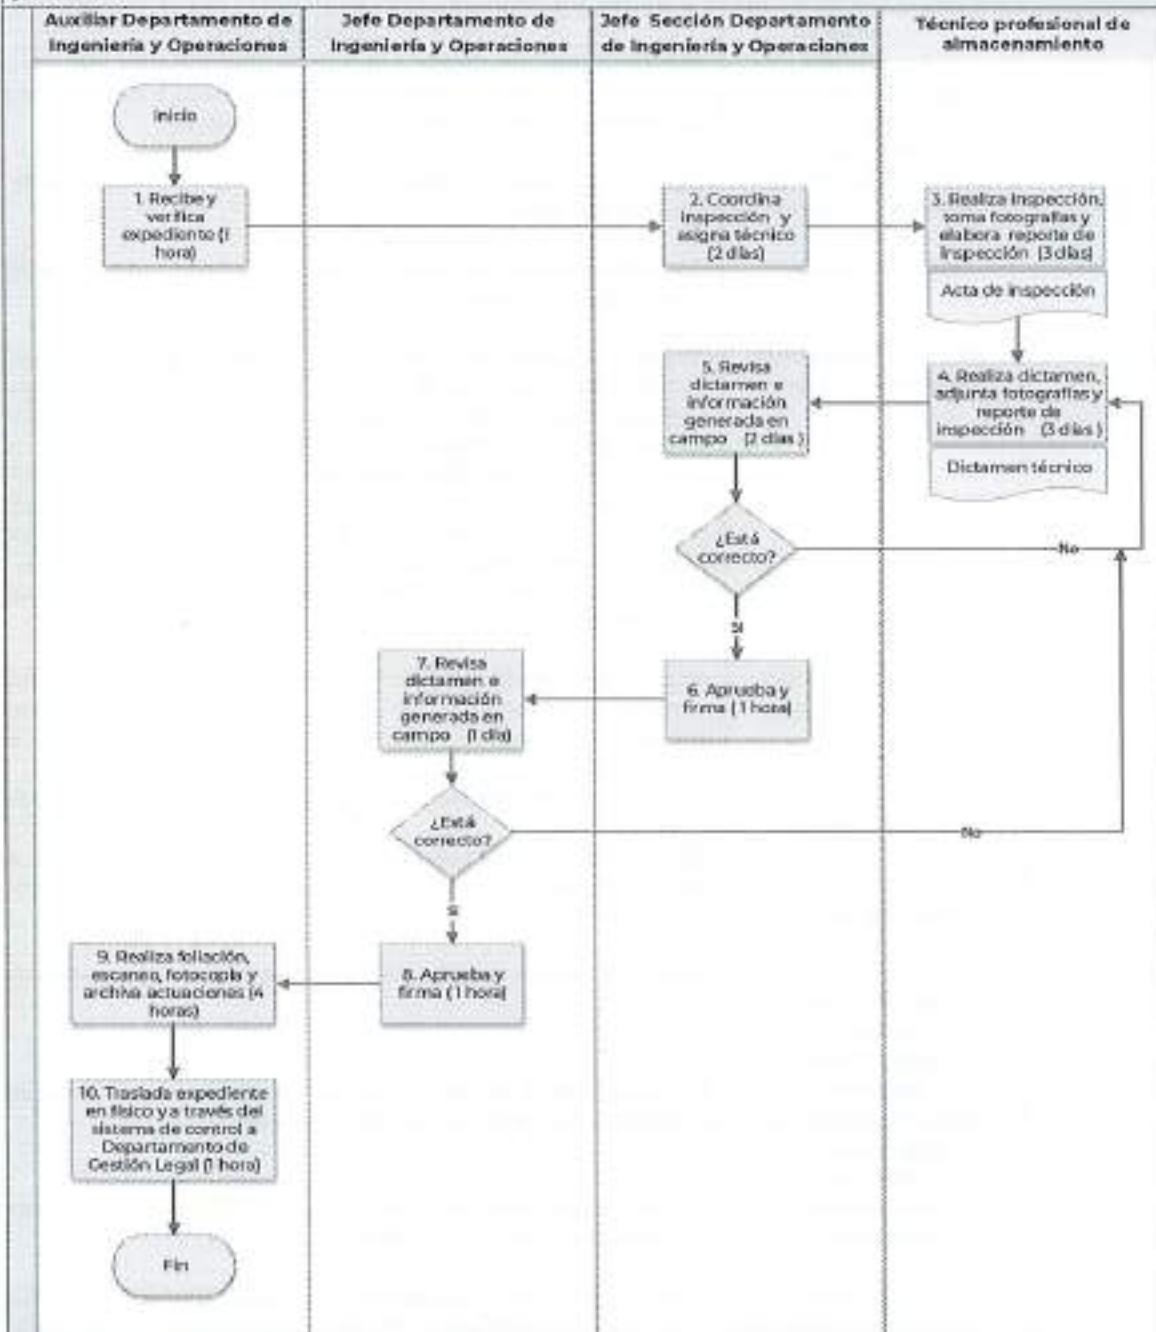 Auxiliar Departamento de
Ingeniería y Operaciones
Jefe Departamento de
Ingeniería y Operaciones
Jefe Sección Departamento
de Ingeniería y Operaciones
Técnico profesional de
almacenamiento
Inicio
1. Recibe y
verifica
expediente (1
hora)
2. Coordina
inspección y
asigna técnico
(2 días)
3. Realiza inspección,
toma fotografías y
elabora reporte de
inspección (3 días)
Acta de inspección
4. Realiza dictamen,
adjunta fotografías y
reporte de
inspección (3 días )
Dictamen técnico
5. Revisa
dictamen e
información
generada en
campo (2 días )
¿Está
correcto?
No
Si
6. Aprueba y
firma ( 1 hora)
7. Revisa
dictamen e
información
generada en
campo (1 día)
¿Está
correcto?
No
Si
8. Aprueba y
firma ( 1 hora)
9. Realiza foliación,
escaneo, fotocopia y
archiva actuaciones (4
horas)
10. Traslada expediente
en físico y a través del
sistema de control a
Departamento de
Gestión Legal (1 hora)
Fin